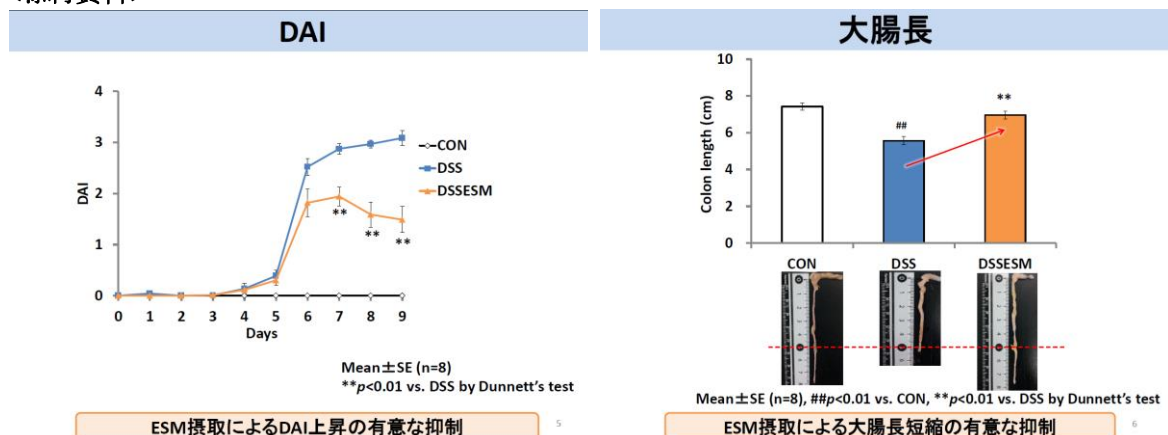 DAI
4
3
2
1
0
DAI
0 1 2 3 4 5 6 7 8 9
Days
CON
DSS
DSSESM
**
**
**
Mean±SE (n=8)
**p<0.01 vs. DSS by Dunnett's test
ESM摂取によるDAI上昇の有意な抑制
5
大腸長
10
8
6
4
2
0
Colon length (cm)
##
**
CON DSS DSSESM
Mean±SE (n=8), ##p<0.01 vs. CON, **p<0.01 vs. DSS by Dunnett's test
ESM摂取による大腸長短縮の有意な抑制
6